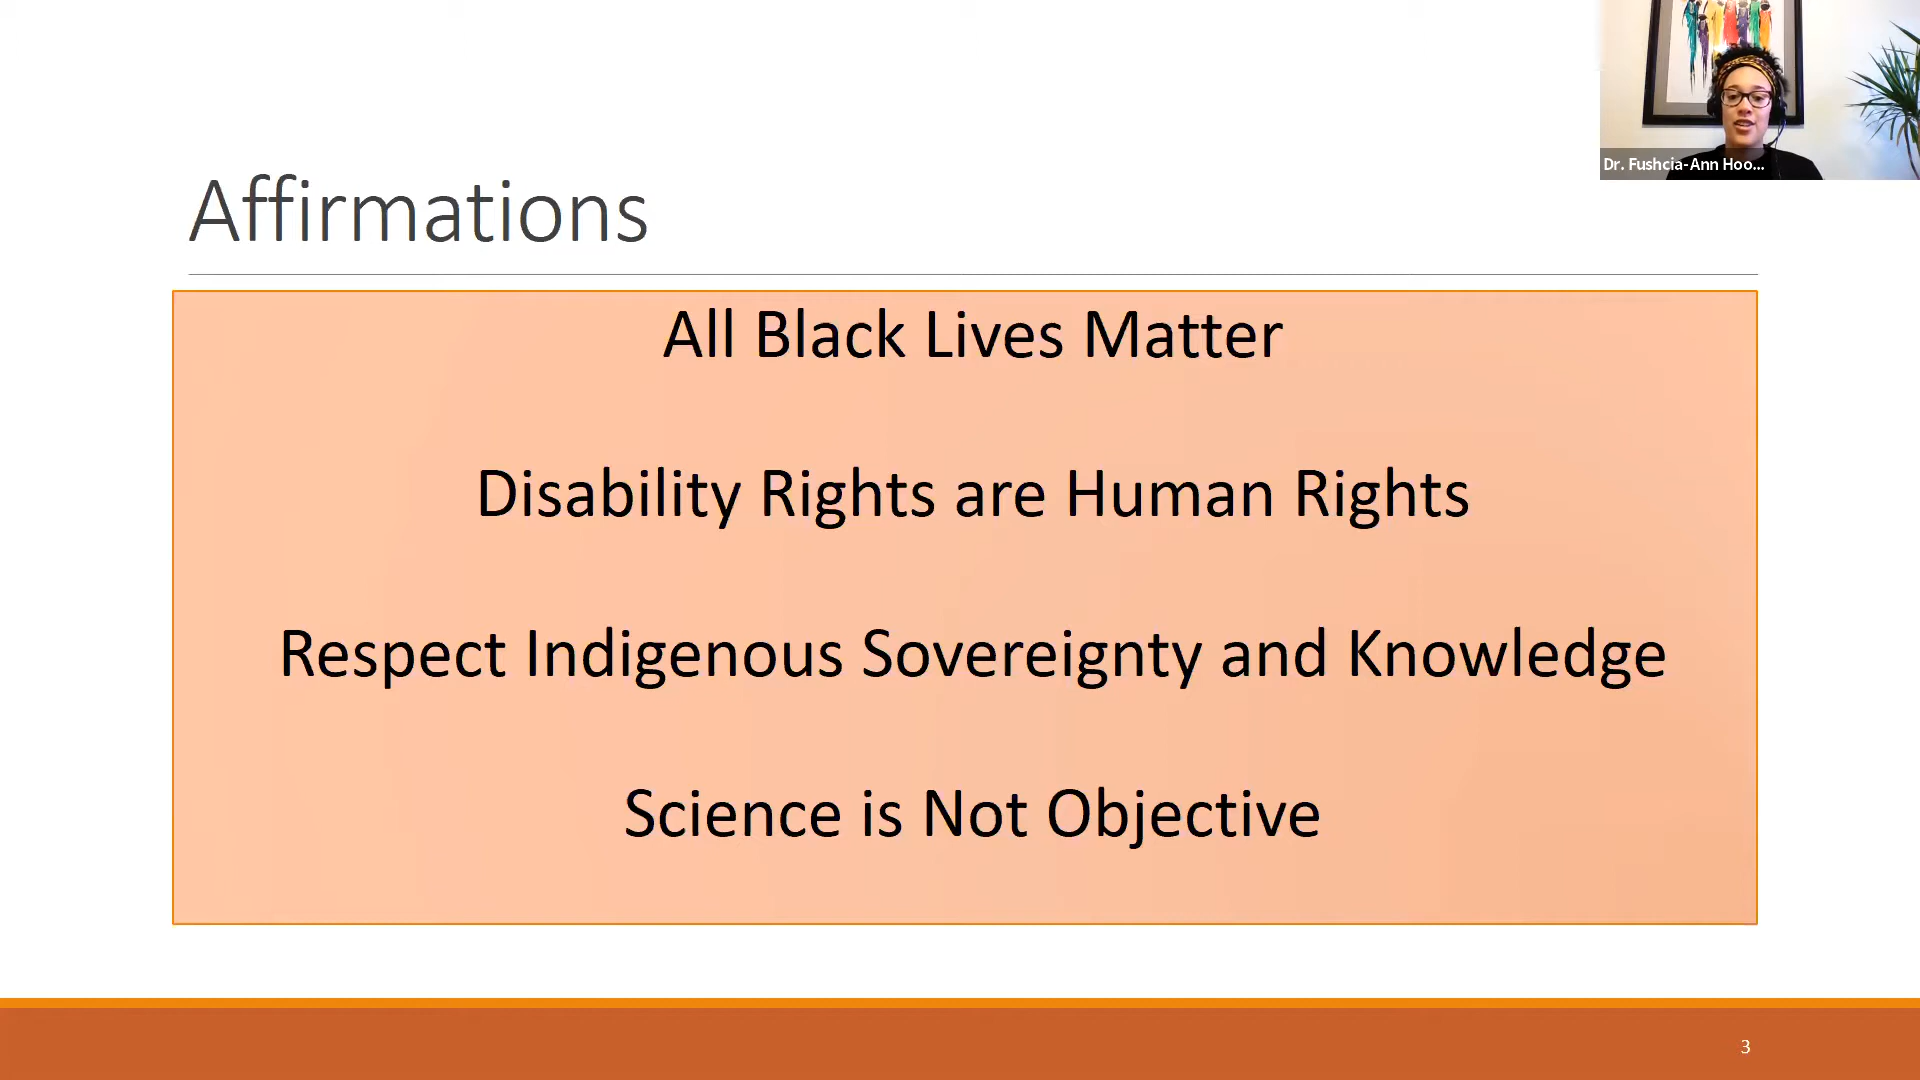 Dr. Fushcia-Ann Hoo...
Affirmations
All Black Lives Matter
Disability Rights are Human Rights
Respect Indigenous Sovereignty and Knowledge
Science is Not Objective
3